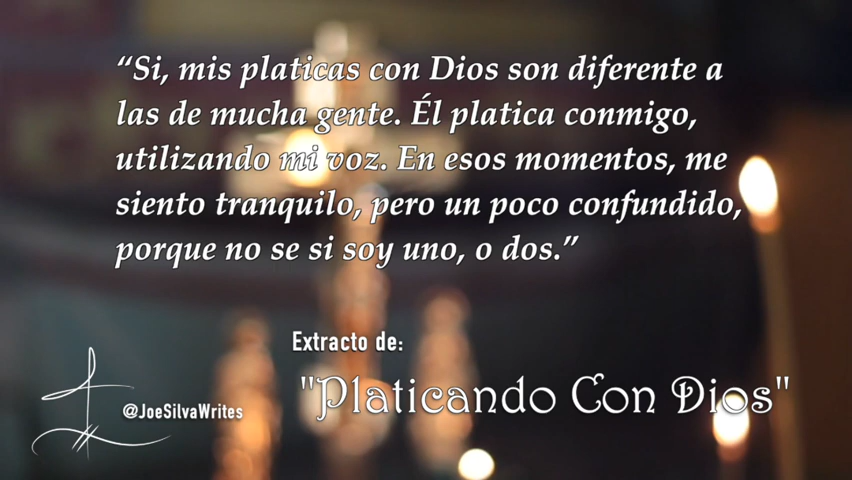 “Si, mis platicas con Dios son diferente a
las de mucha gente. Él platica conmigo,
utilizando mi voz. En esos momentos, me
siento tranquilo, pero un poco confundido,
porque no se si soy uno, o dos.”
Extracto de:
"Platicando Con Dios"
@JoeSilvaWrites